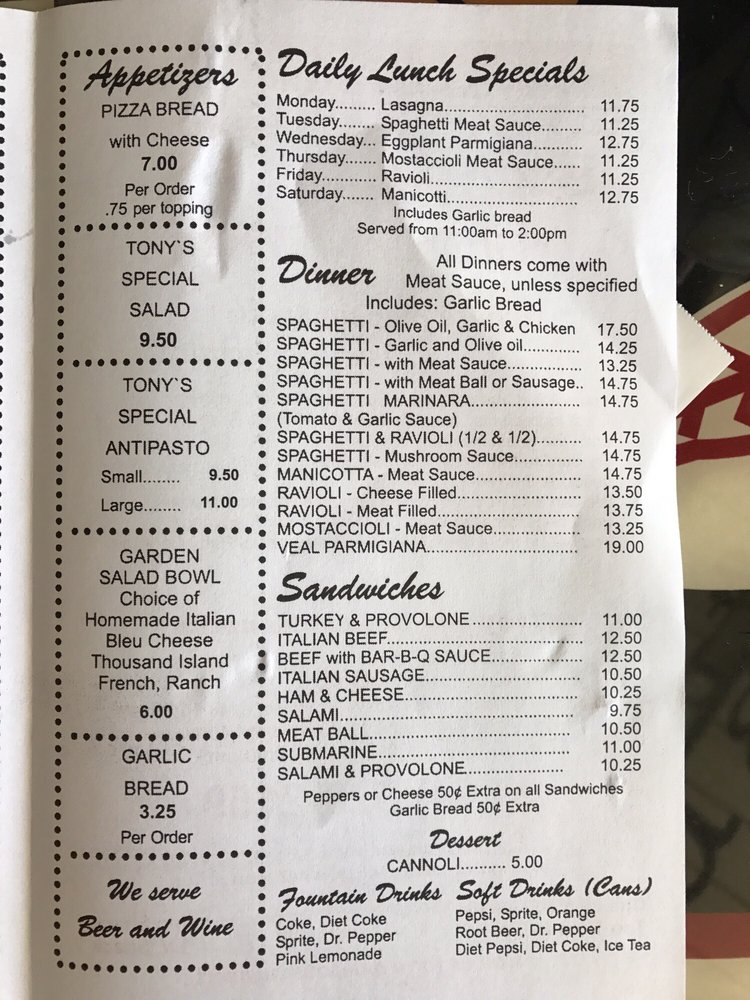 Appetizers
PIZZA BREAD
with Cheese
7.00
Per Order
.75 per topping
TONY`S
SPECIAL
SALAD
9.50
TONY`S
SPECIAL
ANTIPASTO
Small........ 9.50
Large........ 11.00
GARDEN
SALAD BOWL
Choice of
Homemade Italian
Bleu Cheese
Thousand Island
French, Ranch
6.00
GARLIC
BREAD
3.25
Per Order
We serve
Beer and Wine
Daily Lunch Specials
Monday......... Lasagna............................ 11.75
Tuesday........ Spaghetti Meat Sauce......... 11.25
Wednesday... Eggplant Parmigiana........... 12.75
Thursday....... Mostaccioli Meat Sauce...... 11.25
Friday............ Ravioli............................... 11.25
Saturday....... Manicotti............................ 12.75
Includes Garlic bread
Served from 11:00am to 2:00pm
Dinner
All Dinners come with
Meat Sauce, unless specified
Includes: Garlic Bread
SPAGHETTI - Olive Oil, Garlic & Chicken 17.50
SPAGHETTI - Garlic and Olive oil............. 14.25
SPAGHETTI - with Meat Sauce................ 13.25
SPAGHETTI - with Meat Ball or Sausage.. 14.75
SPAGHETTI MARINARA........................ 14.75
(Tomato & Garlic Sauce)
SPAGHETTI & RAVIOLI (1/2 & 1/2).......... 14.75
SPAGHETTI - Mushroom Sauce............... 14.75
MANICOTTA - Meat Sauce....................... 14.75
RAVIOLI - Cheese Filled........................... 13.50
RAVIOLI - Meat Filled............................... 13.75
MOSTACCIOLI - Meat Sauce................... 13.25
VEAL PARMIGIANA................................. 19.00
Sandwiches
TURKEY & PROVOLONE........................ 11.00
ITALIAN BEEF.......................................... 12.50
BEEF with BAR-B-Q SAUCE.................... 12.50
ITALIAN SAUSAGE.................................. 10.50
HAM & CHEESE....................................... 10.25
SALAMI................................................... 9.75
MEAT BALL............................................. 10.50
SUBMARINE........................................... 11.00
SALAMI & PROVOLONE...................... 10.25
Peppers or Cheese 50¢ Extra on all Sandwiches
Garlic Bread 50¢ Extra
Dessert
CANNOLI.......... 5.00
Fountain Drinks
Coke, Diet Coke
Sprite, Dr. Pepper
Pink Lemonade
Soft Drinks (Cans)
Pepsi, Sprite, Orange
Root Beer, Dr. Pepper
Diet Pepsi, Diet Coke, Ice Tea